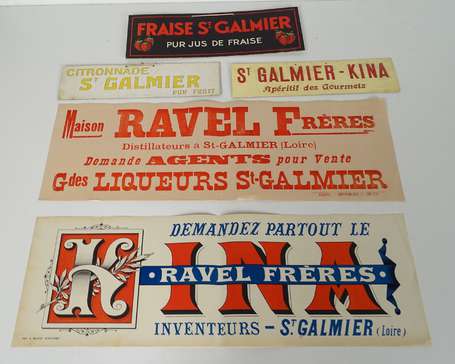 FRAISE ST GALMIER
PUR JUS DE FRAISE
CITRONNADE
ST GALMIER
PUR FRUIT
ST GALMIER-KINA
Apéritif des Gourmets
Maison RAVEL FRÈRES
Distillateurs à ST-GALMIER (Loire)
Demande AGENTS pour Vente
Gdes LIQUEURS ST-GALMIER
DEMANDEZ PARTOUT LE
KINA
RAVEL FRÈRES
INVENTEURS - ST GALMIER (Loire)